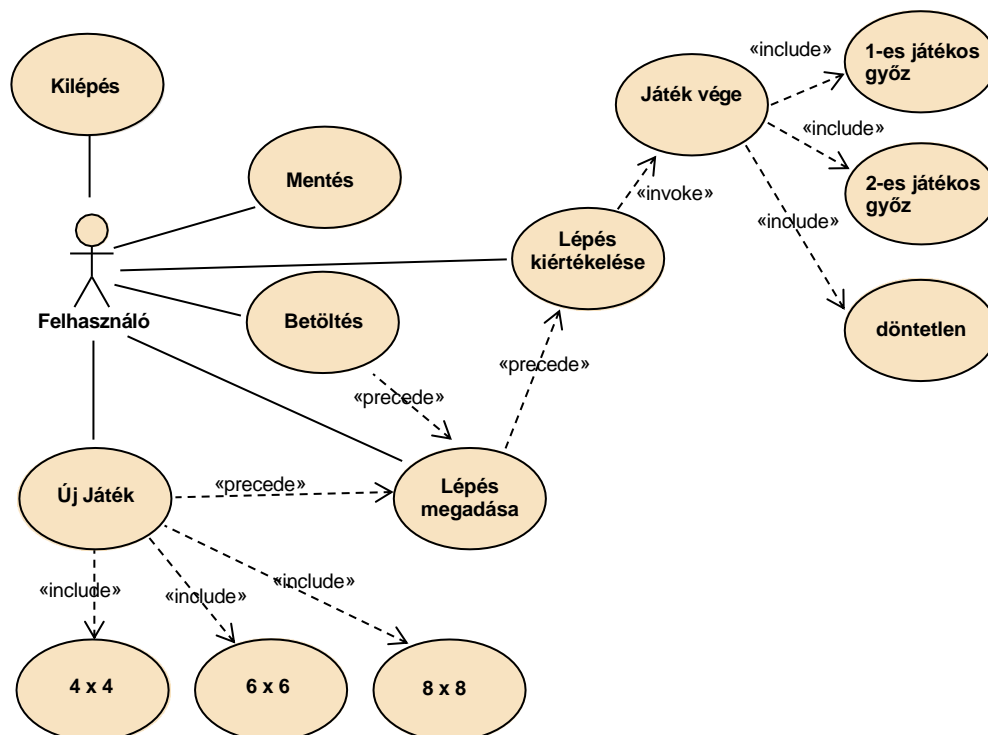 Kilépés
«include»
1-es játékos
győz
Játék vége
«include»
Mentés
2-es játékos
győz
«invoke»
«include»
Lépés
kiértékelése
Felhasználó
Betöltés
döntetlen
«precede»
«precede»
Új Játék
«precede»
Lépés
megadása
«include»
«include»
«include»
4 x 4
6 x 6
8 x 8